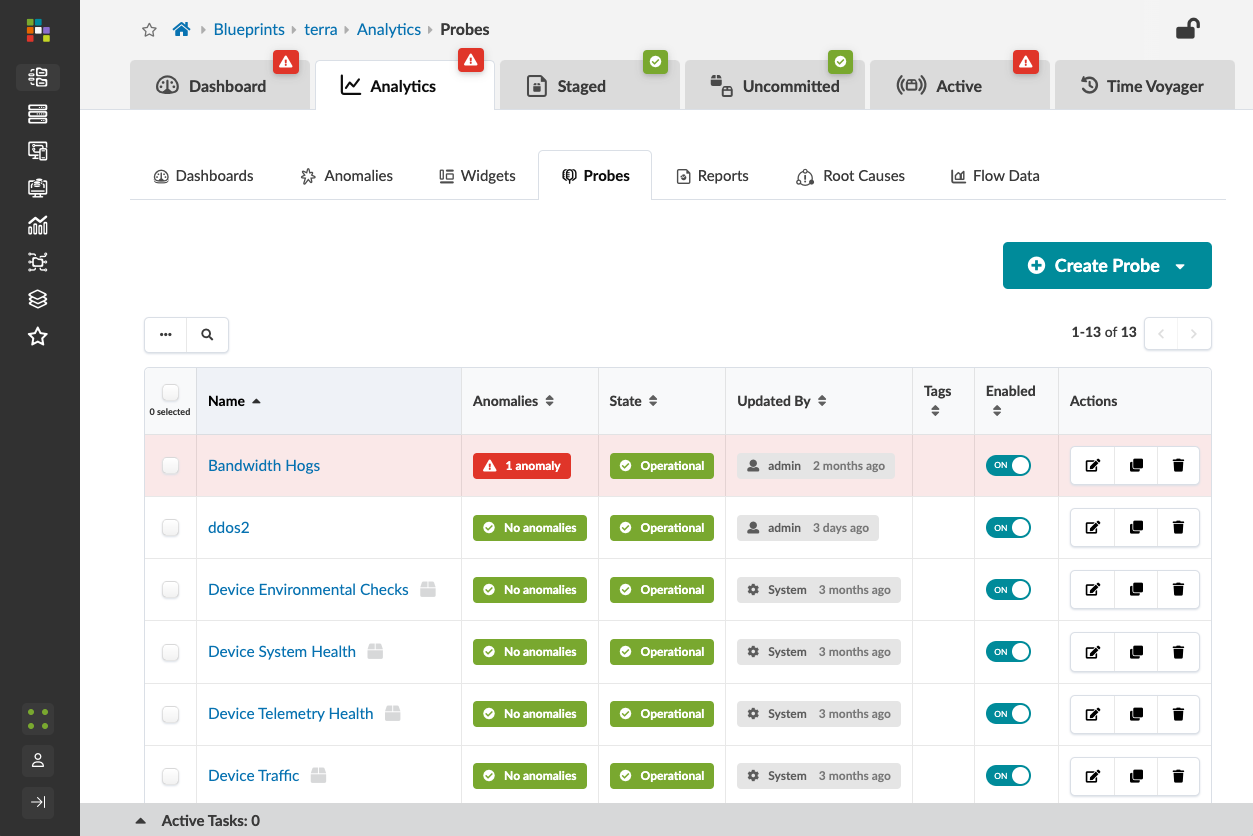 Blueprints terra Analytics Probes
Dashboard Analytics Staged Uncommitted Active Time Voyager
Dashboards Anomalies Widgets Probes Reports Root Causes Flow Data
Create Probe
1-13 of 13
0 selected Name Anomalies State Updated By Tags Enabled Actions
Bandwidth Hogs 1 anomaly Operational admin 2 months ago ON
ddos2 No anomalies Operational admin 3 days ago ON
Device Environmental Checks No anomalies Operational System 3 months ago ON
Device System Health No anomalies Operational System 3 months ago ON
Device Telemetry Health No anomalies Operational System 3 months ago ON
Device Traffic No anomalies Operational System 3 months ago ON
Active Tasks: 0